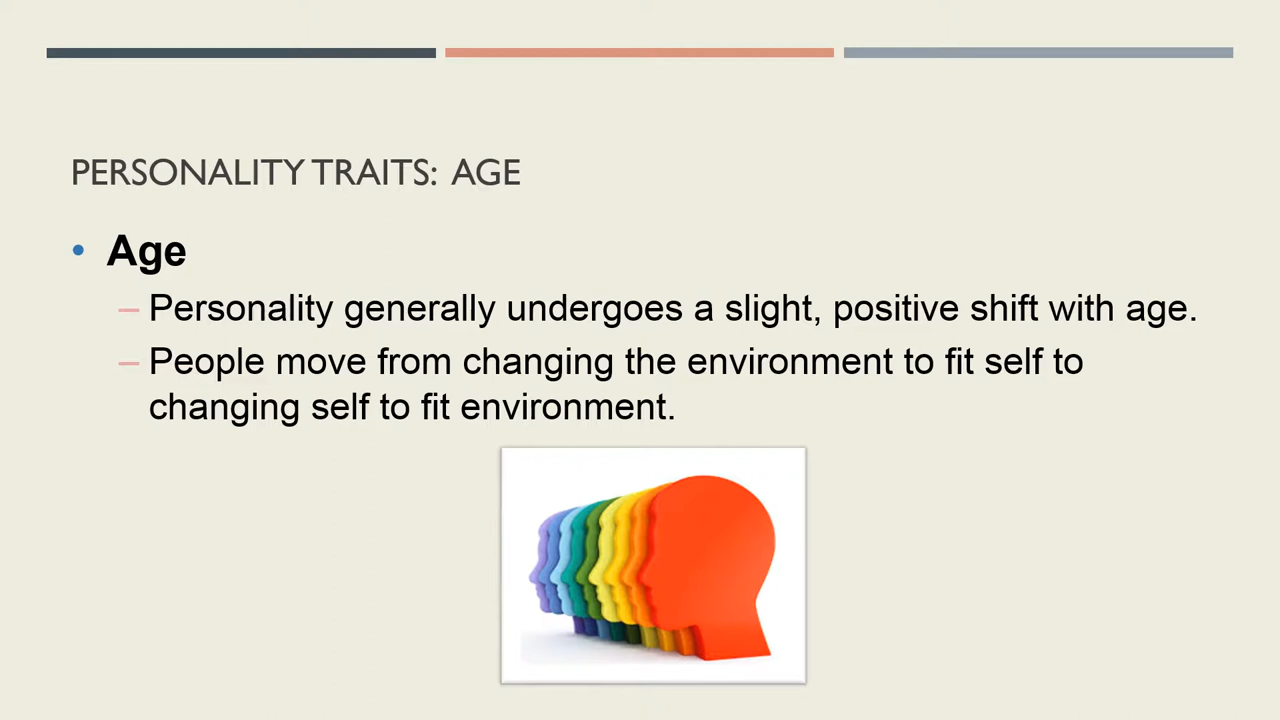 PERSONALITY TRAITS: AGE
• Age
– Personality generally undergoes a slight, positive shift with age.
– People move from changing the environment to fit self to
changing self to fit environment.